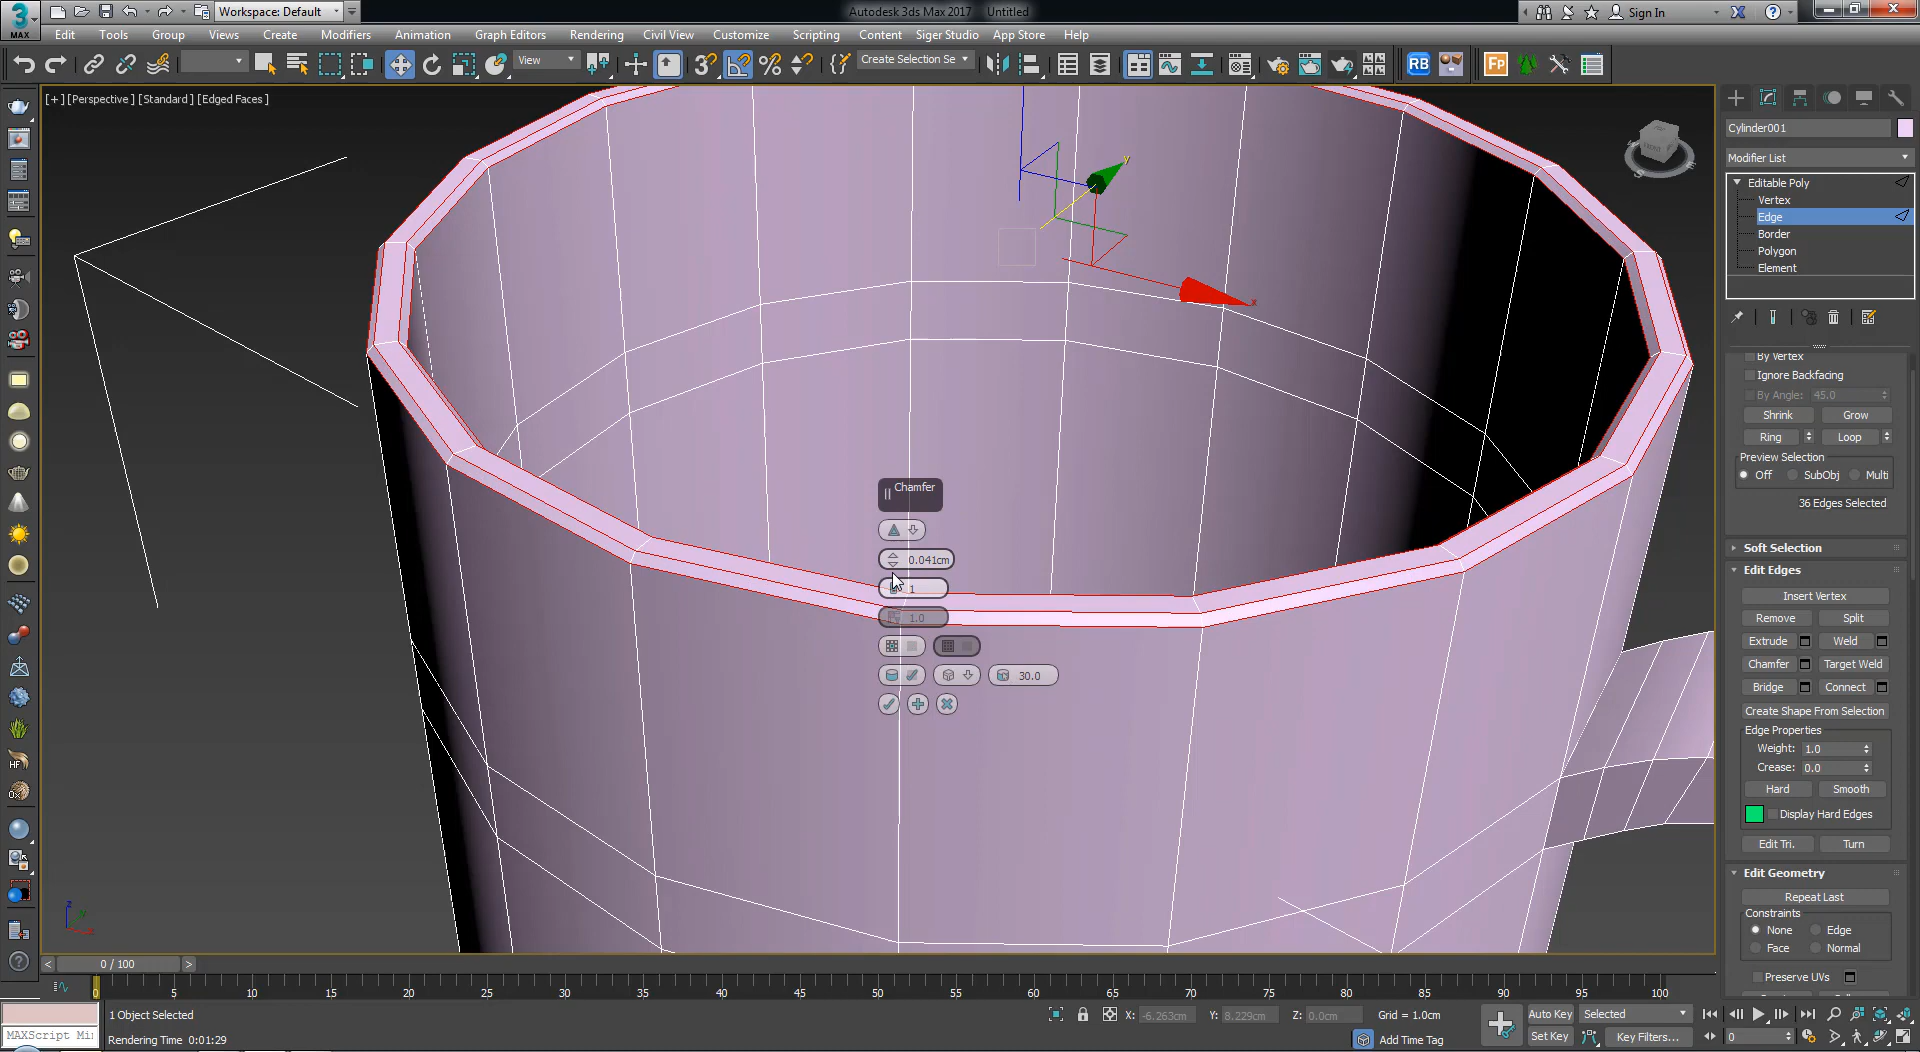 3
MAX
Workspace: Default
Autodesk 3ds Max 2017 Untitled
Sign In
Edit Tools Group Views Create Modifiers Animation Graph Editors Rendering Civil View Customize Scripting Content Siger Studio App Store Help
View
Create Selection Se
RB
Fp
[+] [Perspective ] [Standard ] [Edged Faces ]
y
x
Chamfer
0.041cm
1
1.0
30.0
Cylinder001
Modifier List
Editable Poly
Vertex
Edge
Border
Polygon
Element
By Vertex
Ignore Backfacing
By Angle: 45.0
Shrink Grow
Ring Loop
Preview Selection
Off SubObj Multi
36 Edges Selected
Soft Selection
Edit Edges
Insert Vertex
Remove Split
Extrude Weld
Chamfer Target Weld
Bridge Connect
Create Shape From Selection
Edge Properties
Weight: 1.0
Crease: 0.0
Hard Smooth
Display Hard Edges
Edit Tri. Turn
Edit Geometry
Repeat Last
Constraints
None Edge
Face Normal
Preserve UVs
< 0 / 100 >
5 10 15 20 25 30 35 40 45 50 55 60 65 70 75 80 85 90 95 100
1 Object Selected
X: -6.263cm Y: 8.229cm Z: 0.0cm Grid = 1.0cm
Auto Key Selected
MAXScript Mi
Rendering Time 0:01:29
Add Time Tag
Set Key Key Filters...
0